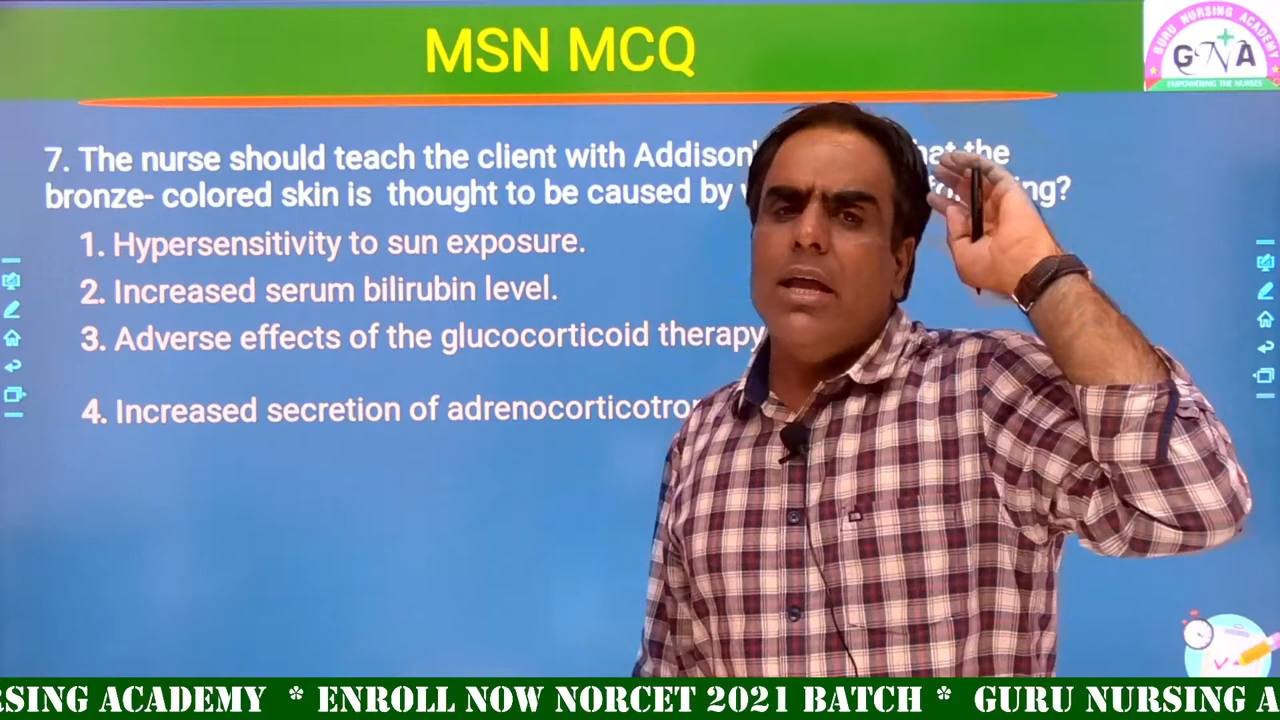 MSN MCQ
GURU NURSING ACADEMY
GNA
EMPOWERING THE NURSES
7. The nurse should teach the client with Addison' the
bronze- colored skin is thought to be caused by
1. Hypersensitivity to sun exposure.
2. Increased serum bilirubin level.
3. Adverse effects of the glucocorticoid therapy
4. Increased secretion of
RSING ACADEMY * ENROLL NOW NORCET 2021 BATCH * GURU NURSING A